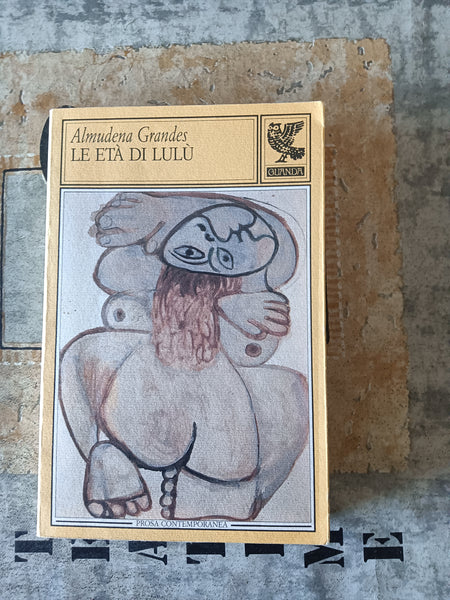 Almudena Grandes
LE ETÀ DI LULÙ
GUANDA
PROSA CONTEMPORANEA